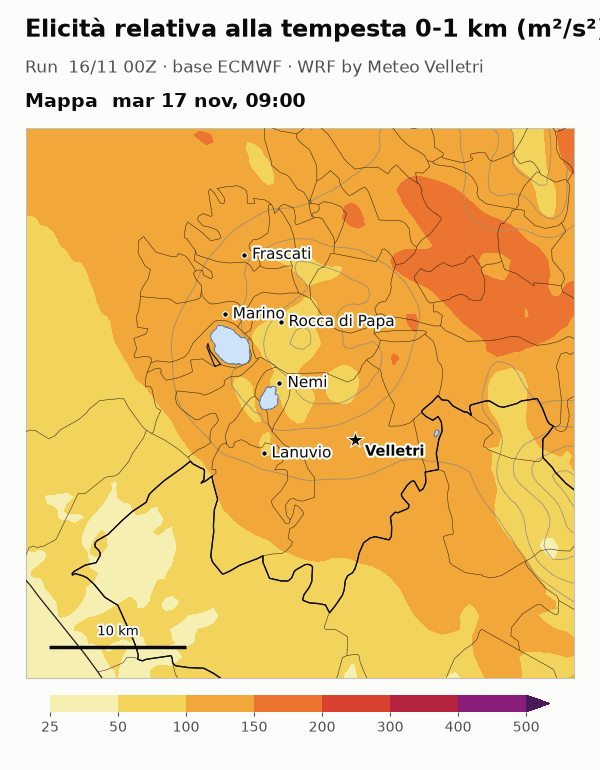 Elicità relativa alla tempesta 0-1 km (m²/s²)
Run 16/11 00Z · base ECMWF · WRF by Meteo Velletri
Mappa mar 17 nov, 09:00
Frascati
Marino
Rocca di Papa
Nemi
Velletri
Lanuvio
10 km
25 50 100 150 200 300 400 500